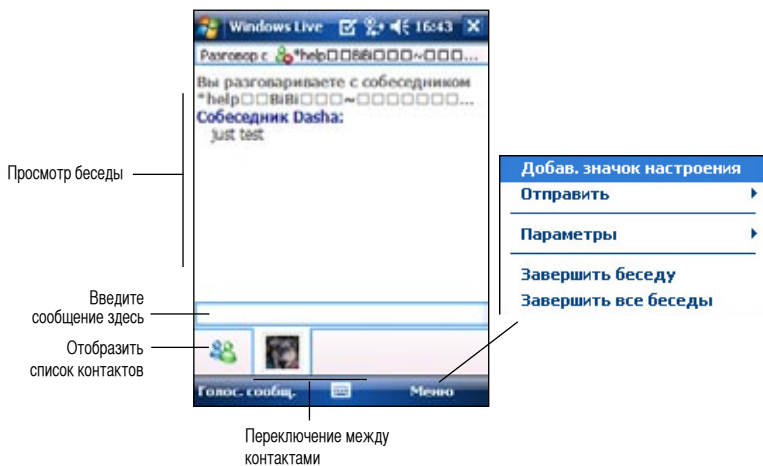 Windows Live 16:43
Разговор с *help□□BiBi□□□~□□□...
Вы разговариваете с собеседником
*help□□BiBi□□□~□□□□□□□...
Собеседник Dasha:
just test
Просмотр беседы
Введите
сообщение здесь
Отобразить
список контактов
Голос. сообщ. Меню
Переключение между
контактами
Добав. значок настроения
Отправить
Параметры
Завершить беседу
Завершить все беседы